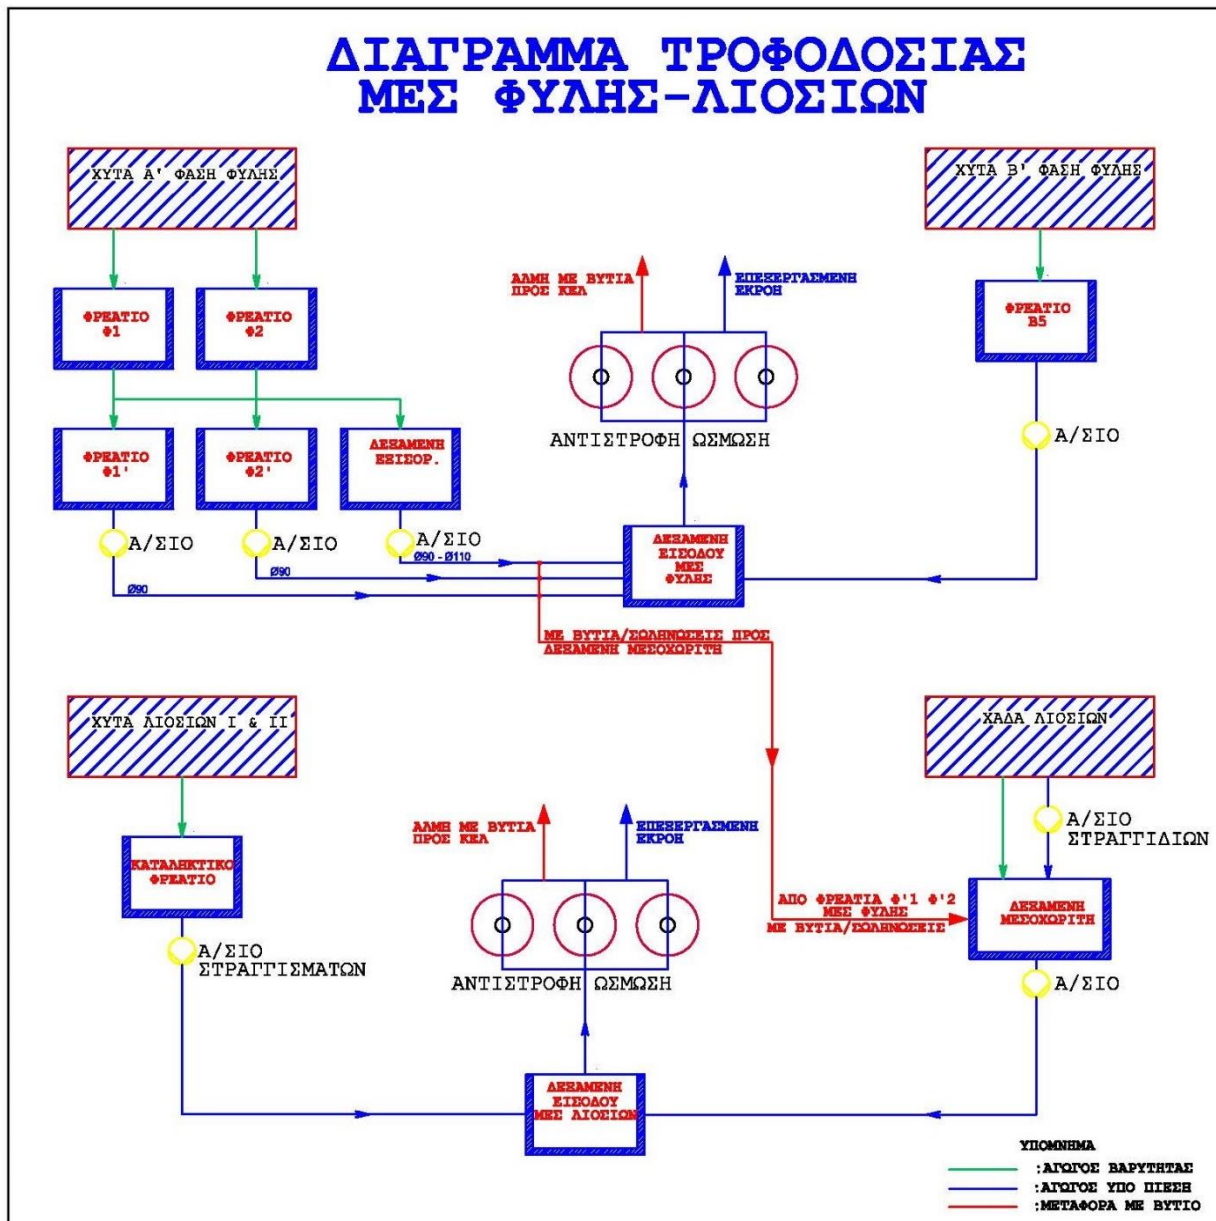 ΔΙΑΓΡΑΜΜΑ ΤΡΟΦΟΔΟΣΙΑΣ
ΜΕΣ ΦΥΛΗΣ-ΛΙΟΣΙΩΝ
ΧΥΤΑ Α' ΦΑΣΗ ΦΥΛΗΣ
ΧΥΤΑ Β' ΦΑΣΗ ΦΥΛΗΣ
ΦΡΕΑΤΙΟ
Φ1
ΦΡΕΑΤΙΟ
Φ2
ΑΛΜΗ ΜΕ ΒΥΤΙΑ
ΠΡΟΣ ΚΕΛ
ΕΠΕΞΕΡΓΑΣΜΕΝΗ
ΕΚΡΟΗ
ΦΡΕΑΤΙΟ
Β5
ΑΝΤΙΣΤΡΟΦΗ ΩΣΜΩΣΗ
Α/ΣΙΟ
ΦΡΕΑΤΙΟ
Φ1'
ΦΡΕΑΤΙΟ
Φ2'
ΔΕΞΑΜΕΝΗ
ΕΞΙΣΟΡ.
Α/ΣΙΟ
Α/ΣΙΟ
Α/ΣΙΟ
Ø90 - Ø110
Ø90
Ø90
ΔΕΞΑΜΕΝΗ
ΕΙΣΟΔΟΥ
ΜΕΣ
ΦΥΛΗΣ
ΜΕ ΒΥΤΙΑ/ΣΩΛΗΝΩΣΕΙΣ ΠΡΟΣ
ΔΕΞΑΜΕΝΗ ΜΕΣΟΧΩΡΙΤΗ
ΧΥΤΑ ΛΙΟΣΙΩΝ Ι & ΙΙ
ΧΑΔΑ ΛΙΟΣΙΩΝ
ΑΛΜΗ ΜΕ ΒΥΤΙΑ
ΠΡΟΣ ΚΕΛ
ΕΠΕΞΕΡΓΑΣΜΕΝΗ
ΕΚΡΟΗ
Α/ΣΙΟ
ΣΤΡΑΓΓΙΔΙΩΝ
ΚΑΤΑΛΗΚΤΙΚΟ
ΦΡΕΑΤΙΟ
ΑΠΟ ΦΡΕΑΤΙΑ Φ'1 Φ'2
ΜΕΣ ΦΥΛΗΣ
ΜΕ ΒΥΤΙΑ/ΣΩΛΗΝΩΣΕΙΣ
ΔΕΞΑΜΕΝΗ
ΜΕΣΟΧΩΡΙΤΗ
Α/ΣΙΟ
ΣΤΡΑΓΓΙΣΜΑΤΩΝ
ΑΝΤΙΣΤΡΟΦΗ ΩΣΜΩΣΗ
Α/ΣΙΟ
ΔΕΞΑΜΕΝΗ
ΕΙΣΟΔΟΥ
ΜΕΣ ΛΙΟΣΙΩΝ
ΥΠΟΜΝΗΜΑ
:ΑΓΩΓΟΣ ΒΑΡΥΤΗΤΑΣ
:ΑΓΩΓΟΣ ΥΠΟ ΠΙΕΣΗ
:ΜΕΤΑΦΟΡΑ ΜΕ ΒΥΤΙΟ